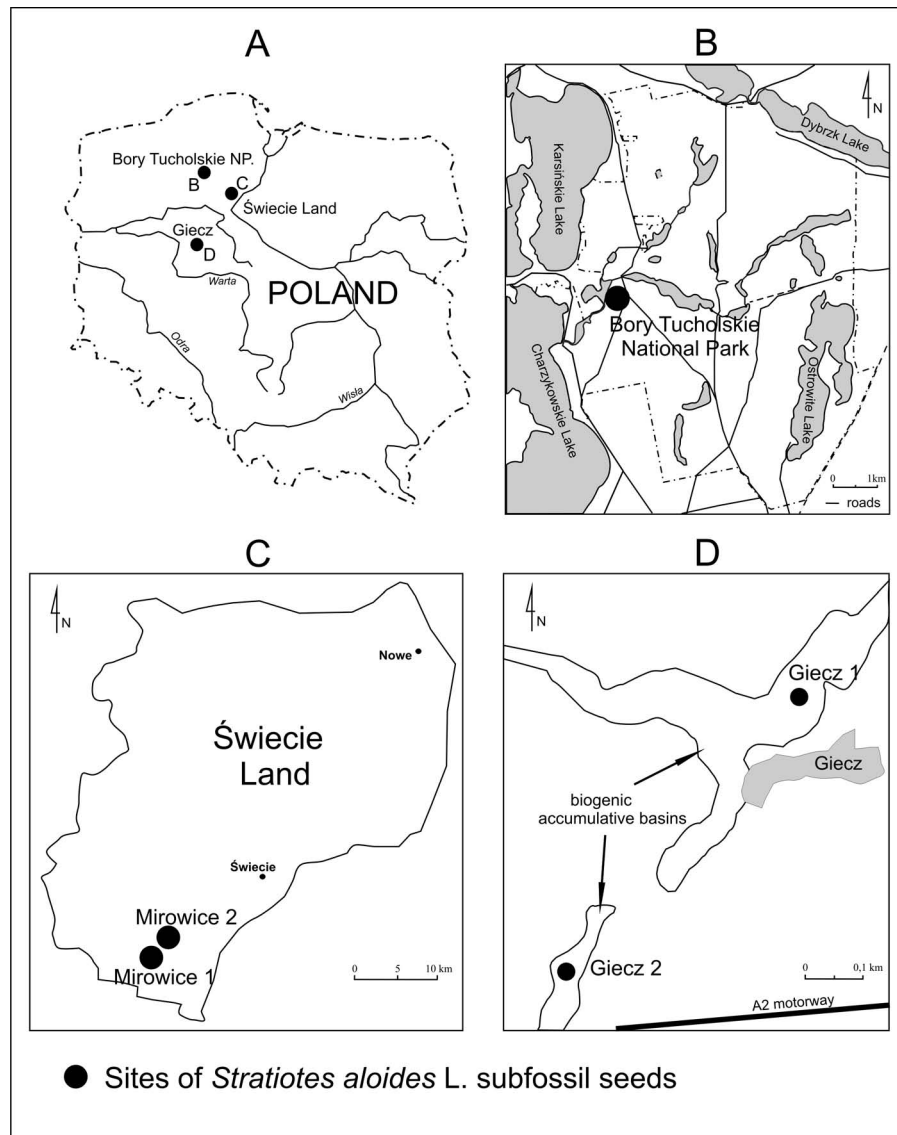 A
Bory Tucholskie NP.
B
C
Świecie Land
Giecz
D
Warta
POLAND
Odra
Wisła
B
N
Dybrzk Lake
Karsińskie Lake
Bory Tucholskie
National Park
Charzykowskie Lake
Ostrowite Lake
0 1km
roads
C
N
Nowe
Świecie
Land
Świecie
Mirowice 2
Mirowice 1
0 5 10 km
D
N
Giecz 1
Giecz
biogenic
accumulative basins
Giecz 2
0 0,1 km
A2 motorway
Sites of Stratiotes aloides L. subfossil seeds